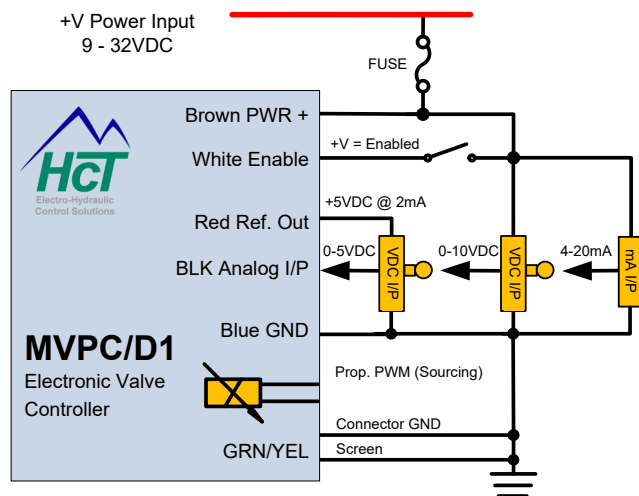 +V Power Input
9 - 32VDC
FUSE
Brown PWR +
HcT
Electro-Hydraulic
Control Solutions
White Enable
+V = Enabled
Red Ref. Out
+5VDC @ 2mA
BLK Analog I/P
0-5VDC
VDC I/P
0-10VDC
VDC I/P
4-20mA
mA I/P
Blue GND
MVPC/D1
Electronic Valve
Controller
Prop. PWM (Sourcing)
Connector GND
GRN/YEL
Screen